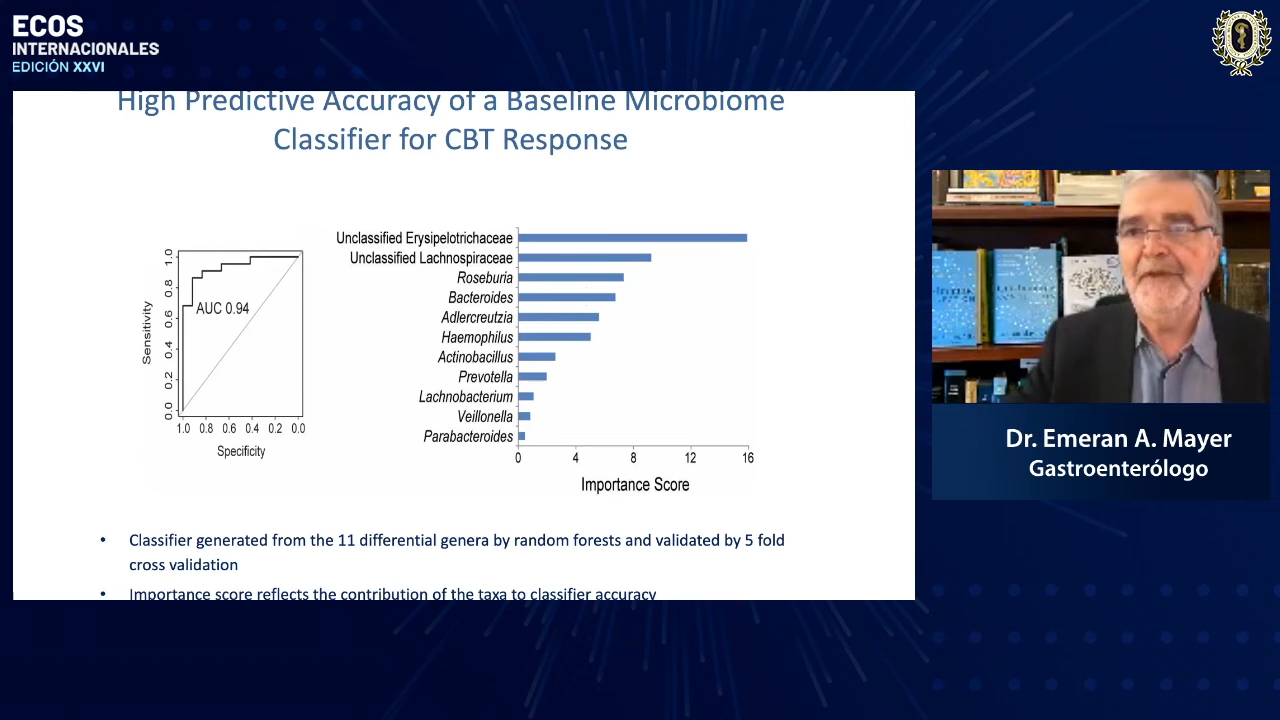 ECOS
INTERNACIONALES
EDICIÓN XXVI
High Predictive Accuracy of a Baseline Microbiome
Classifier for CBT Response
Sensitivity
1.0
0.8
0.6
0.4
0.2
0.0
AUC 0.94
1.0 0.8 0.6 0.4 0.2 0.0
Specificity
Unclassified Erysipelotrichaceae
Unclassified Lachnospiraceae
Roseburia
Bacteroides
Adlercreutzia
Haemophilus
Actinobacillus
Prevotella
Lachnobacterium
Veillonella
Parabacteroides
0 4 8 12 16
Importance Score
• Classifier generated from the 11 differential genera by random forests and validated by 5 fold
cross validation
• Importance score reflects the contribution of the taxa to classifier accuracy
Dr. Emeran A. Mayer
Gastroenterólogo